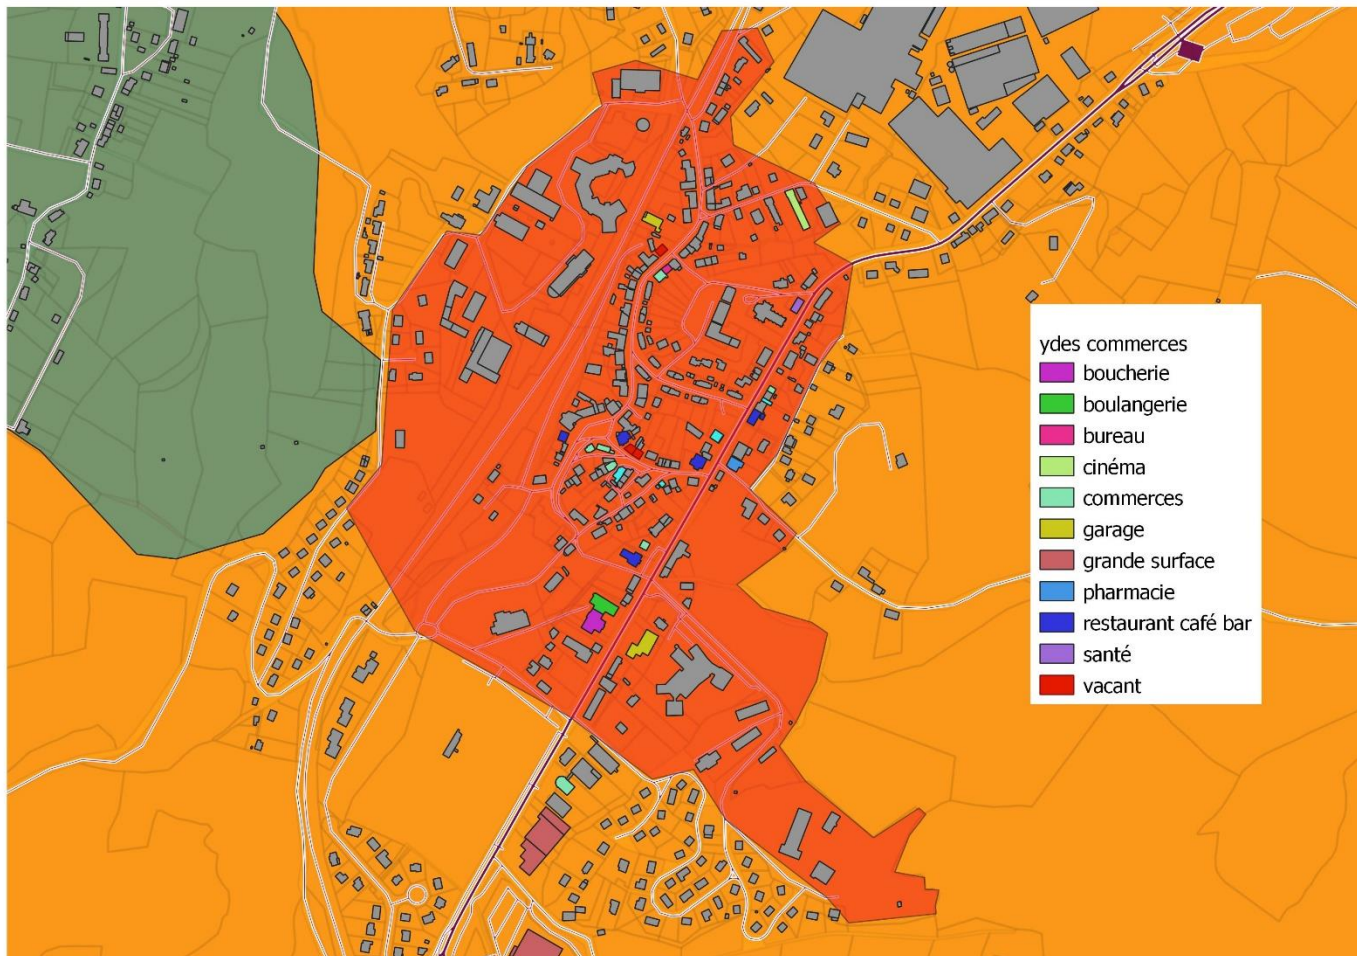 ydes commerces
boucherie
boulangerie
bureau
cinéma
commerces
garage
grande surface
pharmacie
restaurant café bar
santé
vacant